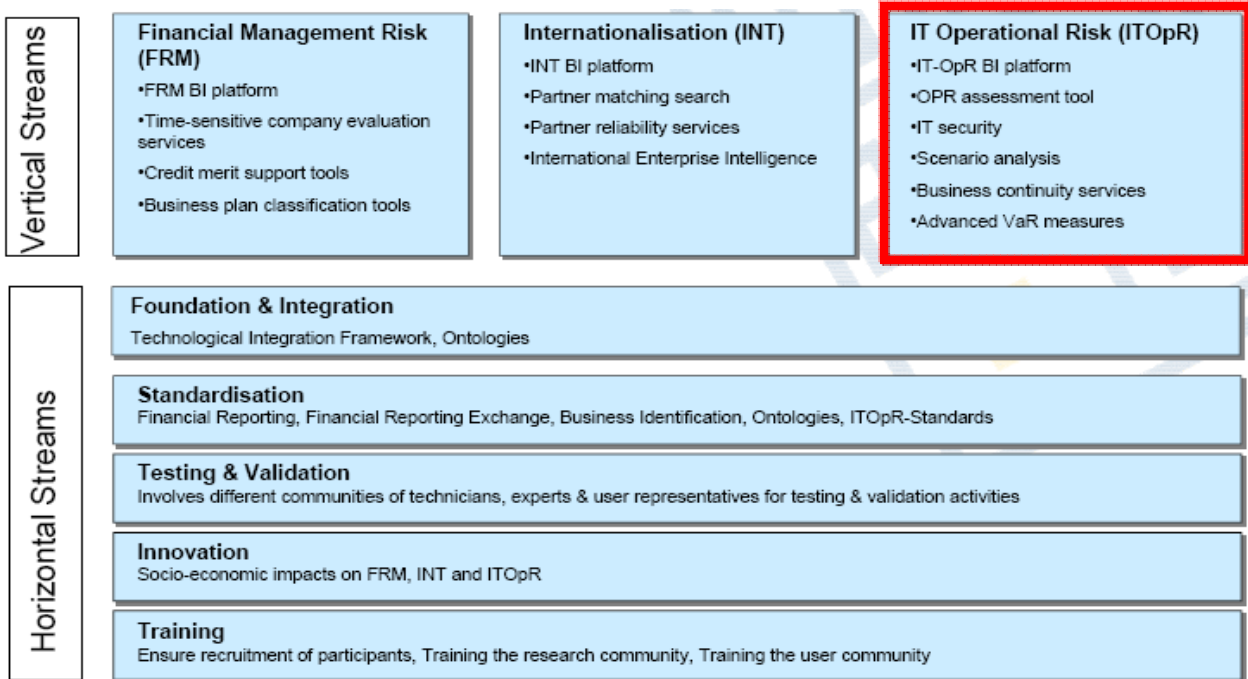 Vertical Streams
Financial Management Risk
(FRM)
•FRM BI platform
•Time-sensitive company evaluation
services
•Credit merit support tools
•Business plan classification tools
Internationalisation (INT)
•INT BI platform
•Partner matching search
•Partner reliability services
•International Enterprise Intelligence
IT Operational Risk (ITOpR)
•IT-OpR BI platform
•OPR assessment tool
•IT security
•Scenario analysis
•Business continuity services
•Advanced VaR measures
Horizontal Streams
Foundation & Integration
Technological Integration Framework, Ontologies
Standardisation
Financial Reporting, Financial Reporting Exchange, Business Identification, Ontologies, ITOpR-Standards
Testing & Validation
Involves different communities of technicians, experts & user representatives for testing & validation activities
Innovation
Socio-economic impacts on FRM, INT and ITOpR
Training
Ensure recruitment of participants, Training the research community, Training the user community